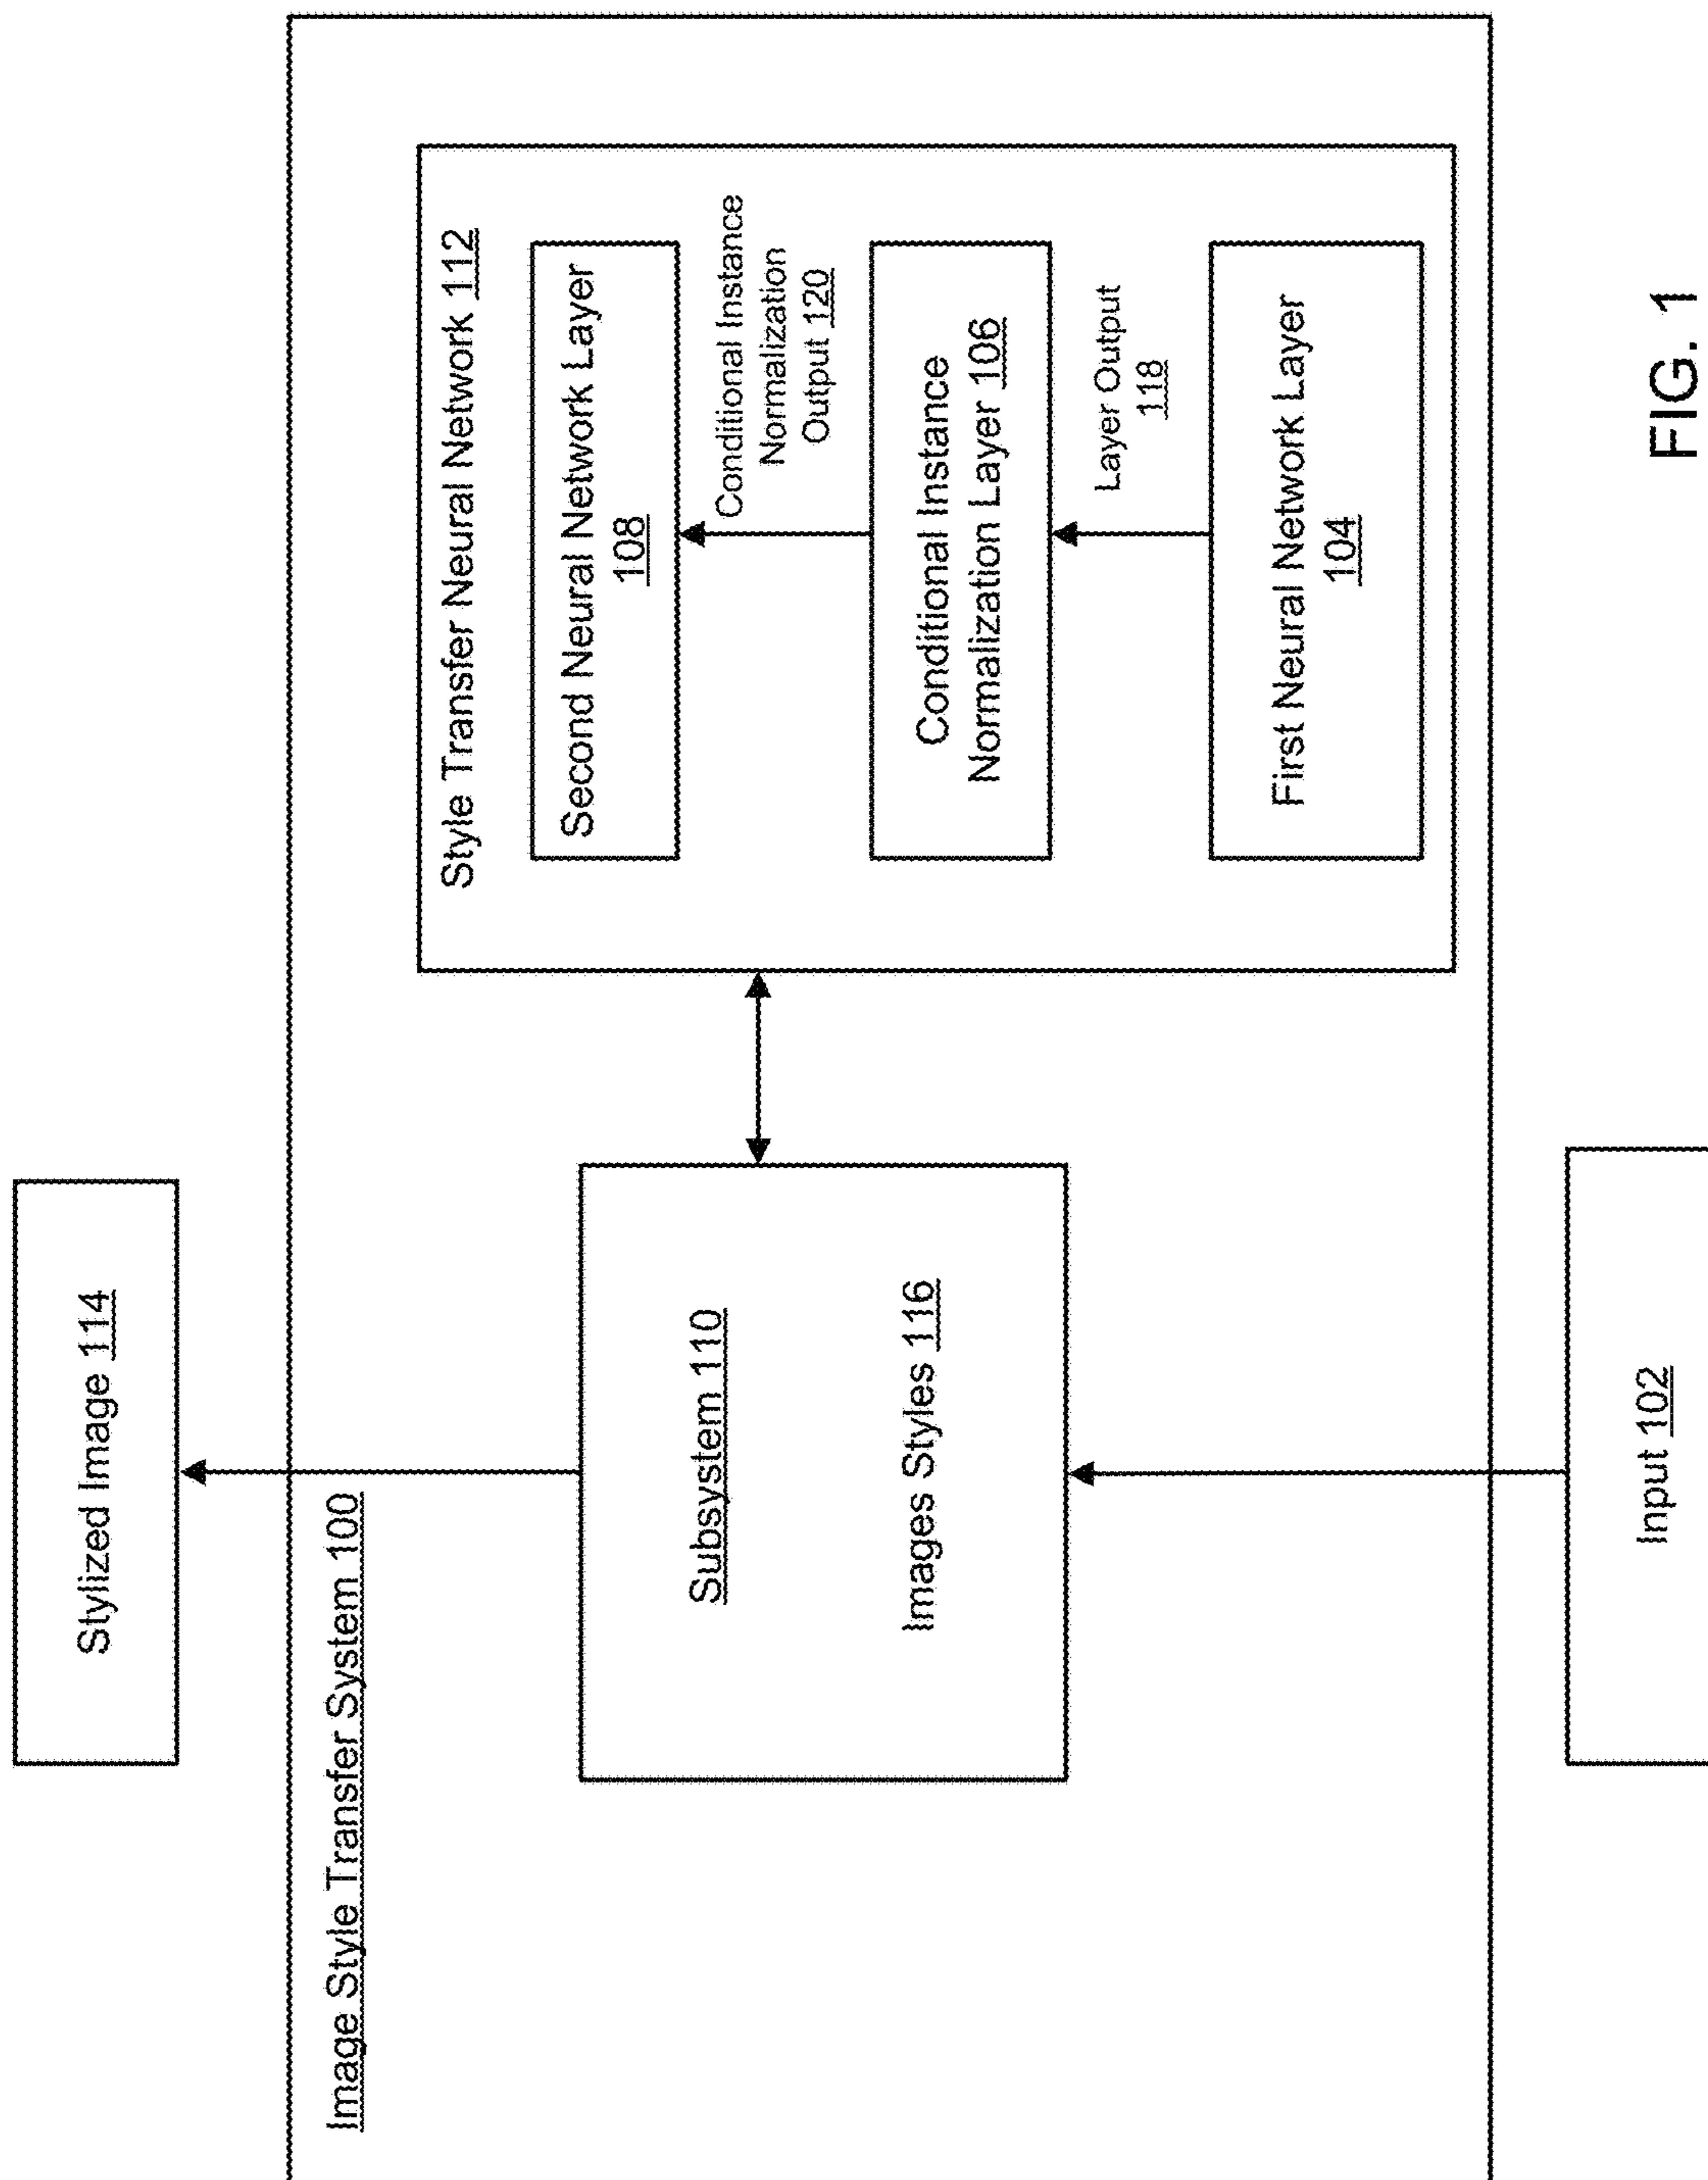 Stylized Image 114
Image Style Transfer System 100
Subsystem 110
Images Styles 116
Input 102
Style Transfer Neural Network 112
Second Neural Network Layer
108
Conditional Instance
Normalization
Output 120
Conditional Instance
Normalization Layer 106
Layer Output
118
First Neural Network Layer
104
FIG. 1